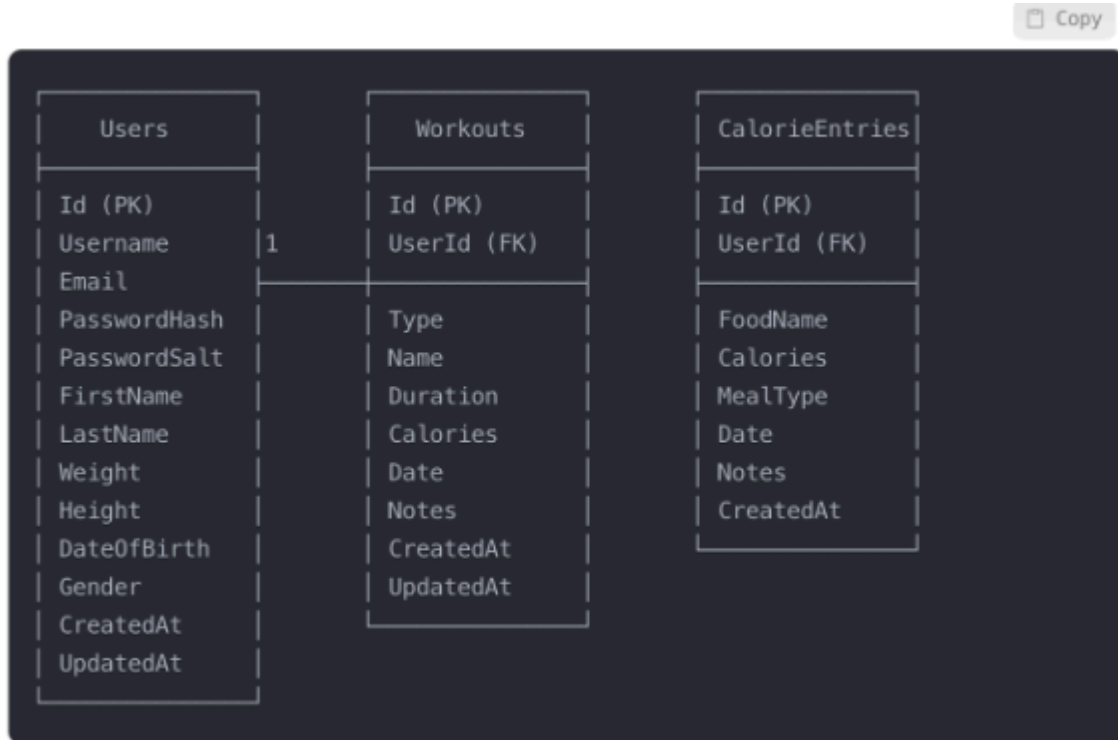 Copy
Users Workouts CalorieEntries
Id (PK) Id (PK) Id (PK)
Username 1 UserId (FK) UserId (FK)
Email
PasswordHash Type FoodName
PasswordSalt Name Calories
FirstName Duration MealType
LastName Calories Date
Weight Date Notes
Height Notes CreatedAt
DateOfBirth CreatedAt
Gender UpdatedAt
CreatedAt
UpdatedAt